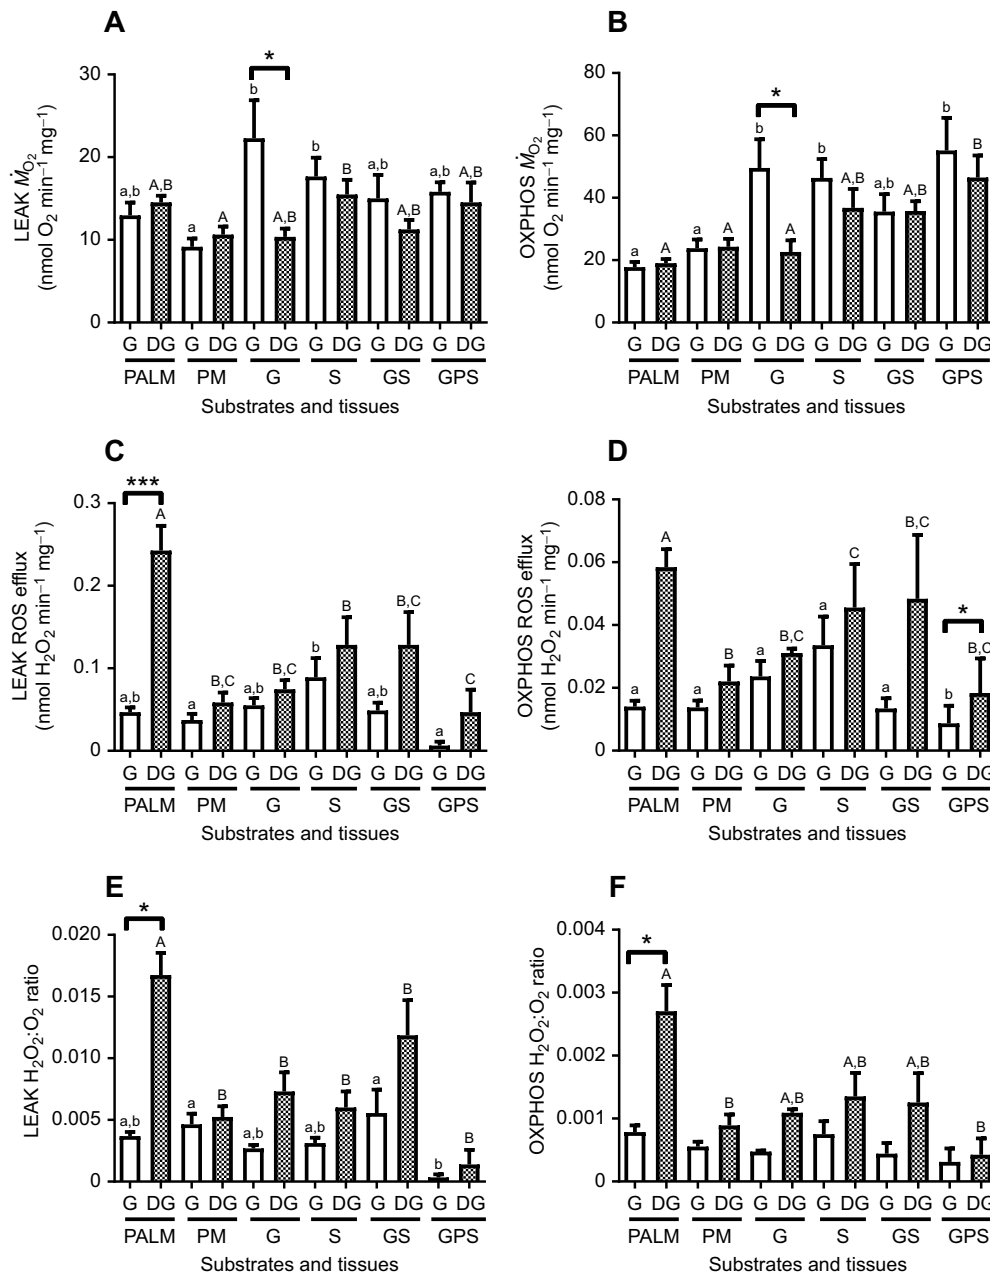 A
LEAK ṀO₂
(nmol O₂ min⁻¹ mg⁻¹)
30
20
10
0
*
a,b A,B a A b A,B b B a,b A,B a,b A,B
G DG G DG G DG G DG G DG G DG
PALM PM G S GS GPS
Substrates and tissues
B
OXPHOS ṀO₂
(nmol O₂ min⁻¹ mg⁻¹)
80
60
40
20
0
*
a A a A b A b A,B a,b A,B b B
G DG G DG G DG G DG G DG G DG
PALM PM G S GS GPS
Substrates and tissues
C
LEAK ROS efflux
(nmol H₂O₂ min⁻¹ mg⁻¹)
0.3
0.2
0.1
0
***
a,b A a B,C a,b B,C b B a,b B,C a C
G DG G DG G DG G DG G DG G DG
PALM PM G S GS GPS
Substrates and tissues
D
OXPHOS ROS efflux
(nmol H₂O₂ min⁻¹ mg⁻¹)
0.08
0.06
0.04
0.02
0
*
a A a B a B,C a C a B,C b B,C
G DG G DG G DG G DG G DG G DG
PALM PM G S GS GPS
Substrates and tissues
E
LEAK H₂O₂:O₂ ratio
0.020
0.015
0.010
0.005
0
*
a,b A a B a,b B a,b B a B b B
G DG G DG G DG G DG G DG G DG
PALM PM G S GS GPS
Substrates and tissues
F
OXPHOS H₂O₂:O₂ ratio
0.004
0.003
0.002
0.001
0
*
A B A,B A,B A,B B
G DG G DG G DG G DG G DG G DG
PALM PM G S GS GPS
Substrates and tissues